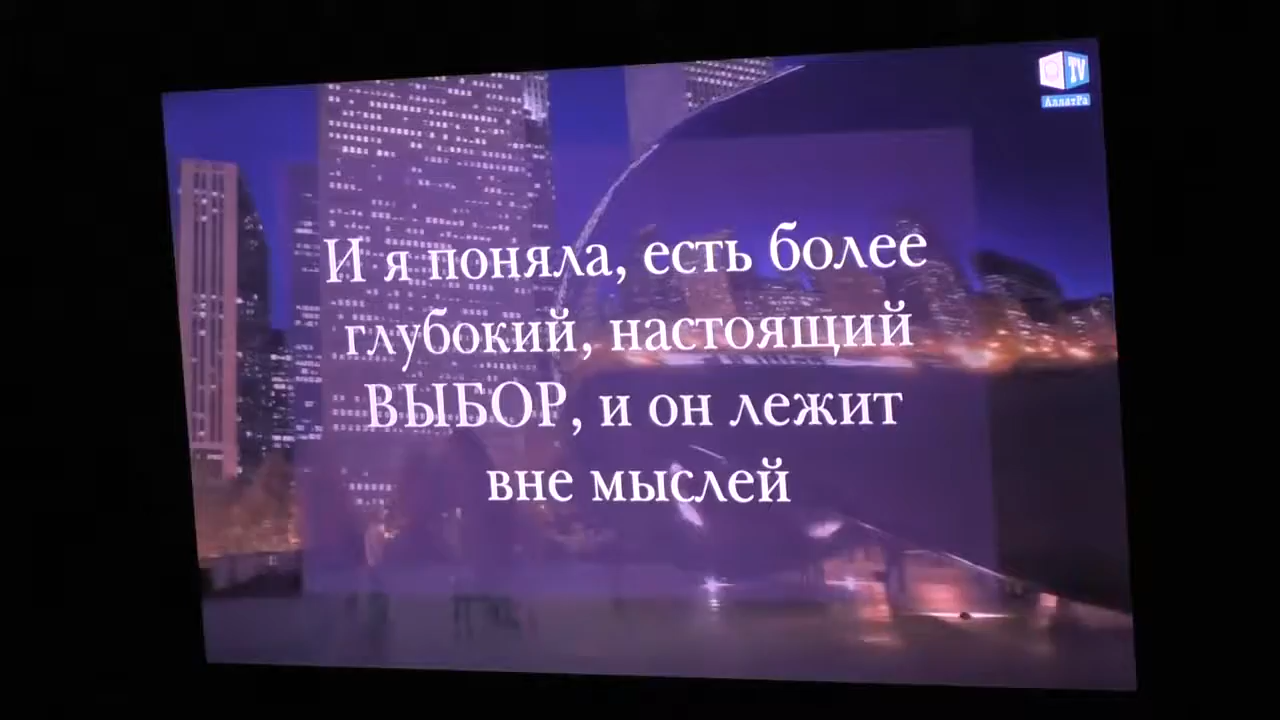 TV
АллатРа
И я поняла, есть более
глубокий, настоящий
ВЫБОР, и он лежит
вне мыслей